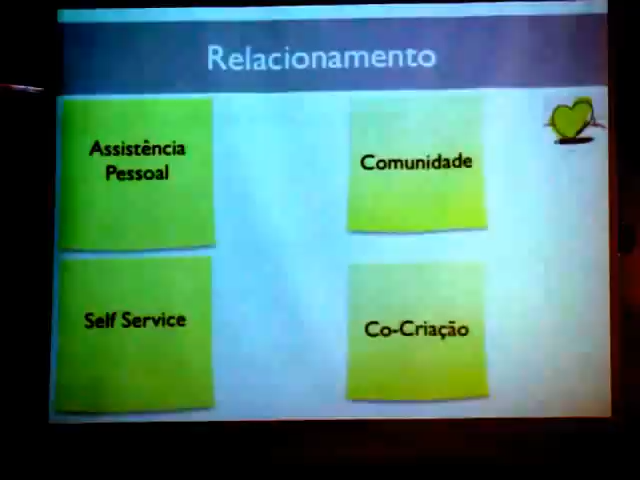 Relacionamento
Assistência
Pessoal
Comunidade
Self Service
Co-Criação